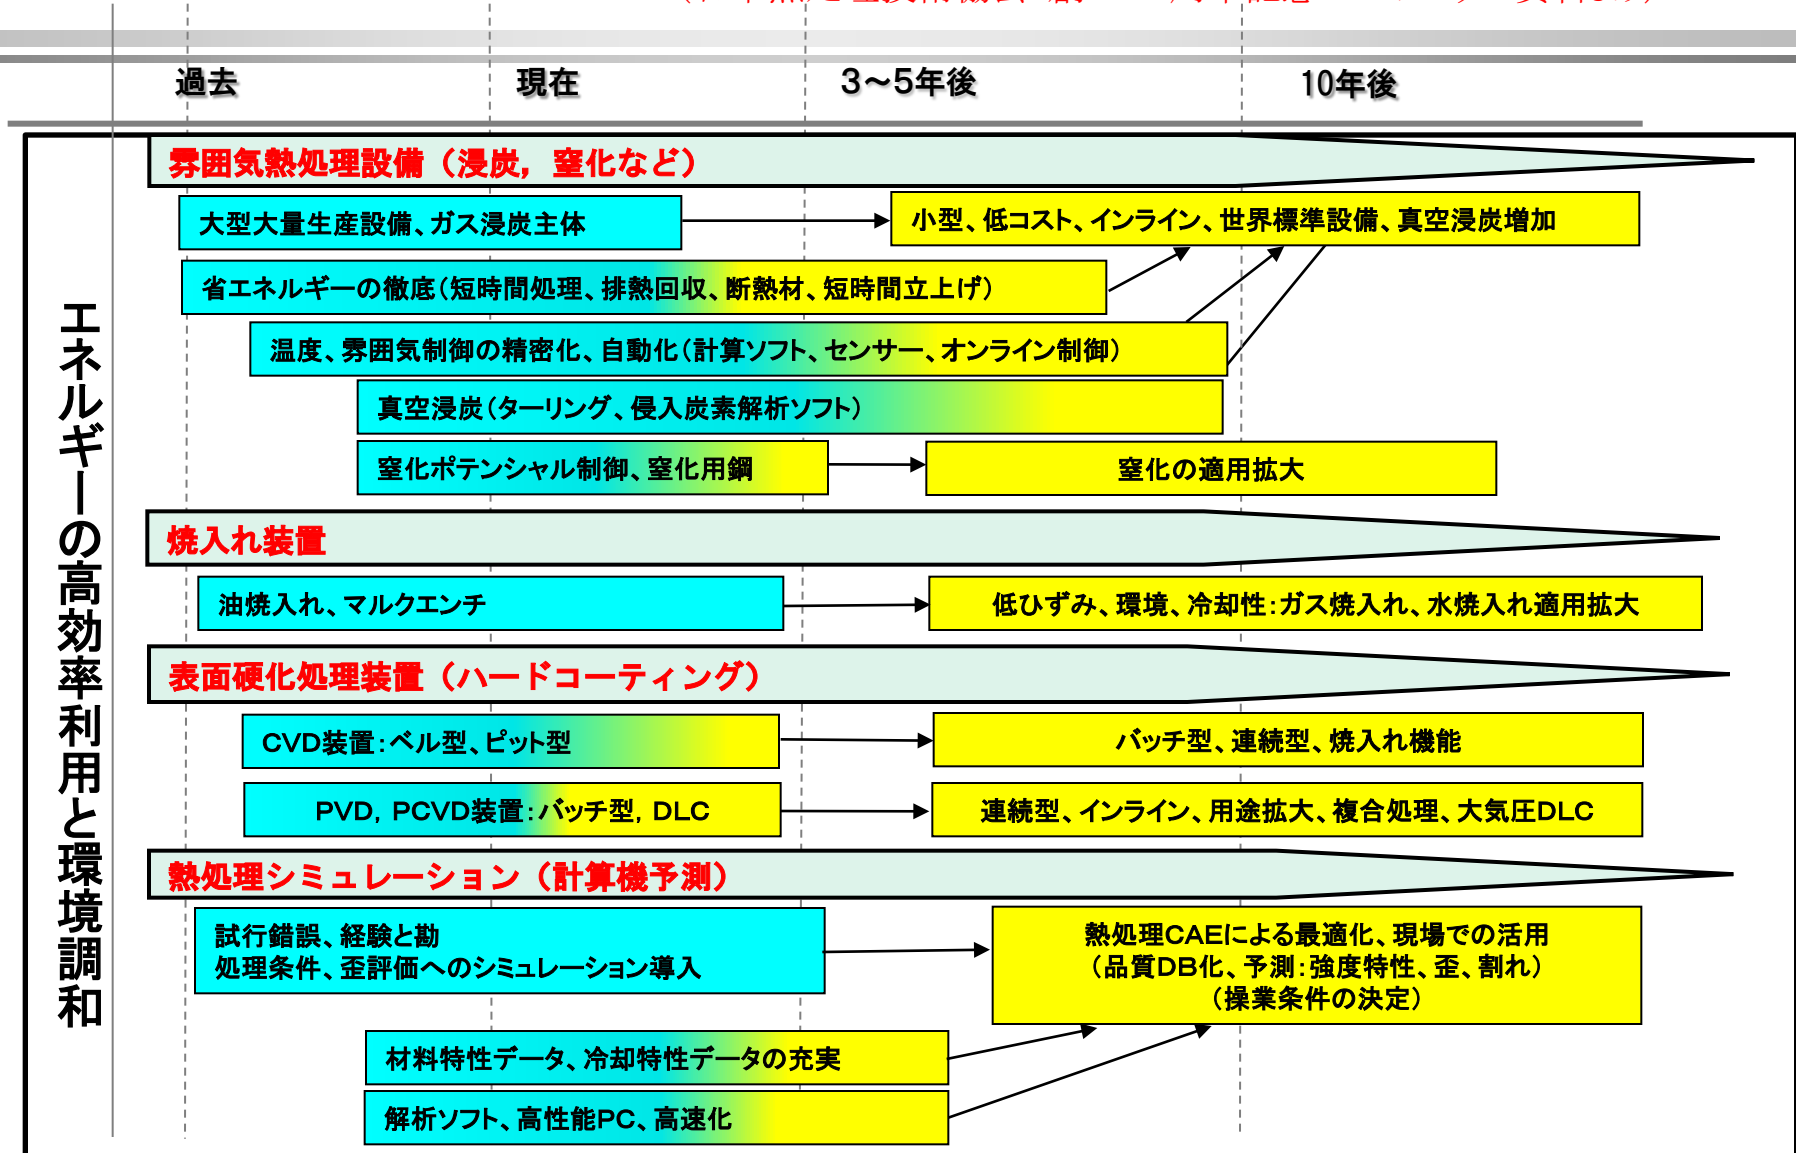 過去
現在
3～5年後
10年後
エネルギーの高効率利用と環境調和
雰囲気熱処理設備（浸炭，窒化など）
大型大量生産設備、ガス浸炭主体
小型、低コスト、インライン、世界標準設備、真空浸炭増加
省エネルギーの徹底（短時間処理、排熱回収、断熱材、短時間立上げ）
温度、雰囲気制御の精密化、自動化（計算ソフト、センサー、オンライン制御）
真空浸炭（ターリング、侵入炭素解析ソフト）
窒化ポテンシャル制御、窒化用鋼
窒化の適用拡大
焼入れ装置
油焼入れ、マルクエンチ
低ひずみ、環境、冷却性：ガス焼入れ、水焼入れ適用拡大
表面硬化処理装置（ハードコーティング）
CVD装置：ベル型、ピット型
バッチ型、連続型、焼入れ機能
PVD，PCVD装置：バッチ型，DLC
連続型、インライン、用途拡大、複合処理、大気圧DLC
熱処理シミュレーション（計算機予測）
試行錯誤、経験と勘
処理条件、歪評価へのシミュレーション導入
熱処理CAEによる最適化、現場での活用
（品質DB化、予測：強度特性、歪、割れ）
（操業条件の決定）
材料特性データ、冷却特性データの充実
解析ソフト、高性能PC、高速化